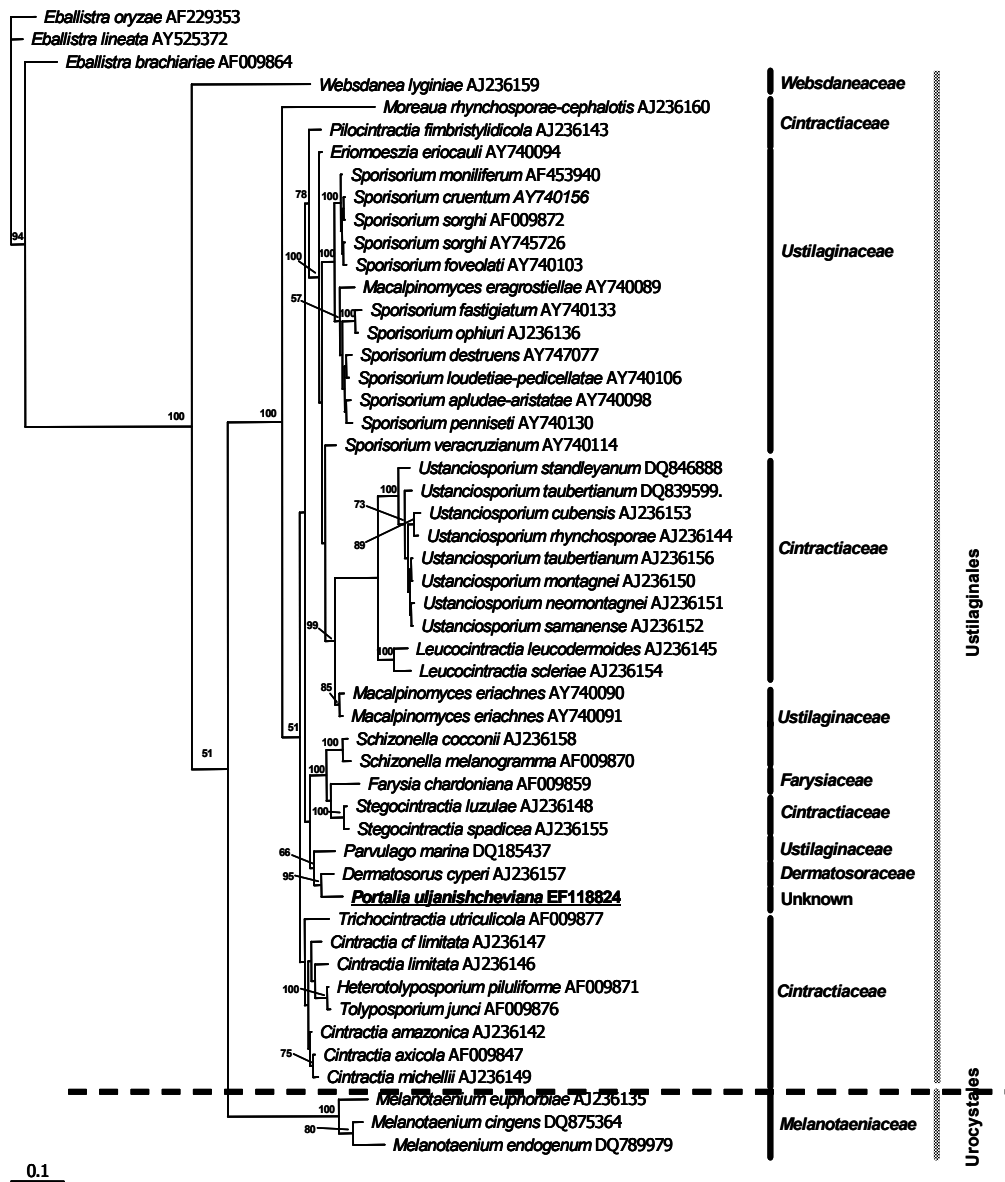 Eballistra oryzae AF229353
Eballistra lineata AY525372
Eballistra brachiariae AF009864
94
Websdanea lyginiae AJ236159
Websdaneaceae
Moreaua rhynchosporae-cephalotis AJ236160
Pilocintractia fimbristylidicola AJ236143
Cintractiaceae
Eriomoeszia eriocauli AY740094
Sporisorium moniliferum AF453940
78
100
Sporisorium cruentum AY740156
Sporisorium sorghi AF009872
Sporisorium sorghi AY745726
Sporisorium foveolati AY740103
100
100
Ustilaginaceae
Macalpinomyces eragrostiellae AY740089
57
Sporisorium fastigiatum AY740133
100
Sporisorium ophiuri AJ236136
Sporisorium destruens AY747077
Sporisorium loudetiae-pedicellatae AY740106
Sporisorium apludae-aristatae AY740098
Sporisorium penniseti AY740130
100
100
Sporisorium veracruzianum AY740114
Ustanciosporium standleyanum DQ846888
Ustanciosporium taubertianum DQ839599.
100
73
Ustanciosporium cubensis AJ236153
Ustanciosporium rhynchosporae AJ236144
89
Cintractiaceae
Ustanciosporium taubertianum AJ236156
Ustanciosporium montagnei AJ236150
Ustanciosporium neomontagnei AJ236151
Ustanciosporium samanense AJ236152
99
Leucocintractia leucodermoides AJ236145
100
Leucocintractia scleriae AJ236154
Macalpinomyces eriachnes AY740090
85
Macalpinomyces eriachnes AY740091
Ustilaginaceae
51
51
Schizonella cocconii AJ236158
100
Schizonella melanogramma AF009870
100
Farysia chardoniana AF009859
Farysiaceae
Stegocintractia luzulae AJ236148
100
Stegocintractia spadicea AJ236155
Cintractiaceae
Parvulago marina DQ185437
66
Ustilaginaceae
Dermatosorus cyperi AJ236157
95
Dermatosoraceae
Portalia uljanishcheviana EF118824
Unknown
Trichocintractia utriculicola AF009877
Cintractia cf limitata AJ236147
Cintractia limitata AJ236146
Heterotolyposporium piluliforme AF009871
100
Tolyposporium junci AF009876
Cintractiaceae
Cintractia amazonica AJ236142
Cintractia axicola AF009847
75
Cintractia michellii AJ236149
Ustilaginales
Melanotaenium euphorbiae AJ236135
100
Melanotaenium cingens DQ875364
80
Melanotaenium endogenum DQ789979
Melanotaeniaceae
Urocystales
0.1